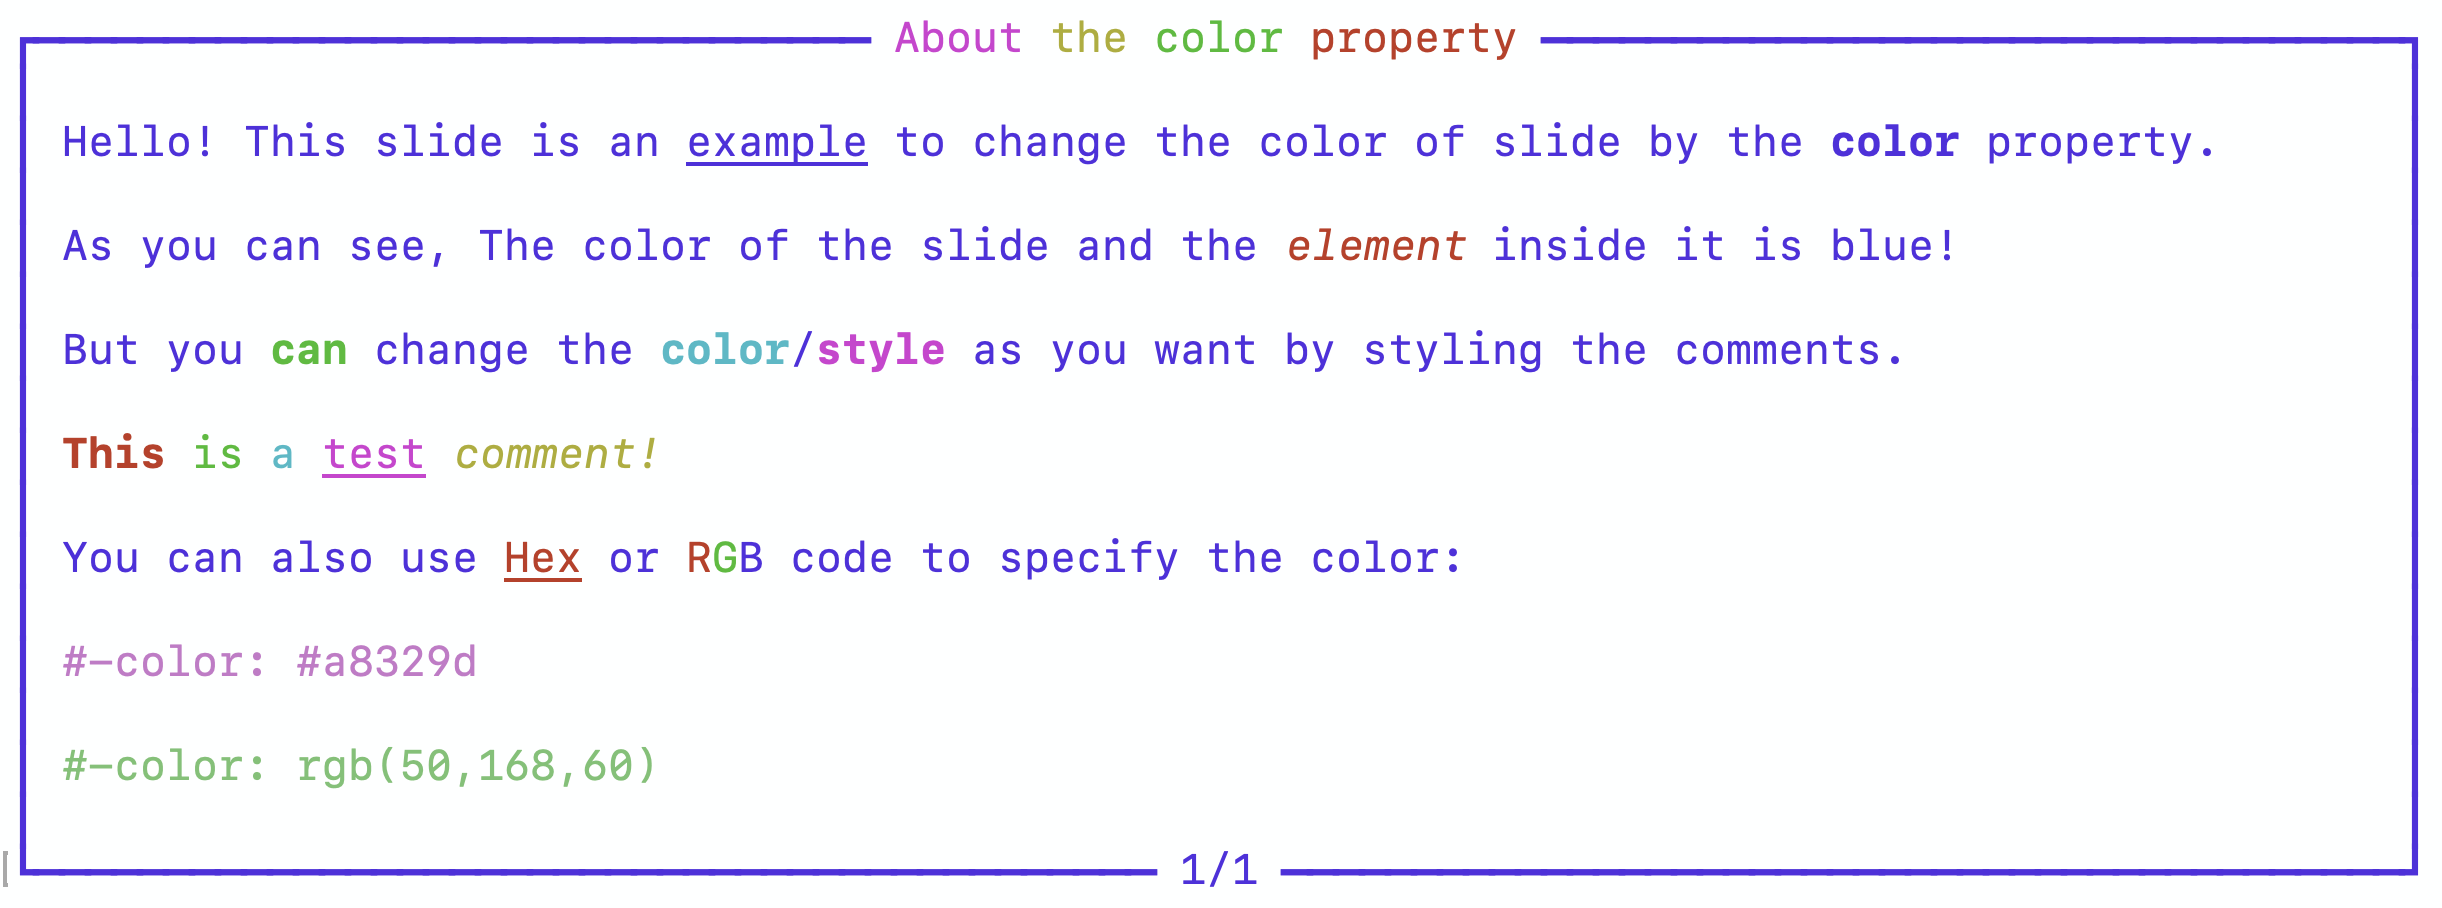 About the color property
Hello! This slide is an example to change the color of slide by the color property.
As you can see, The color of the slide and the element inside it is blue!
But you can change the color/style as you want by styling the comments.
This is a test comment!
You can also use Hex or RGB code to specify the color:
#-color: #a8329d
#-color: rgb(50,168,60)
1/1